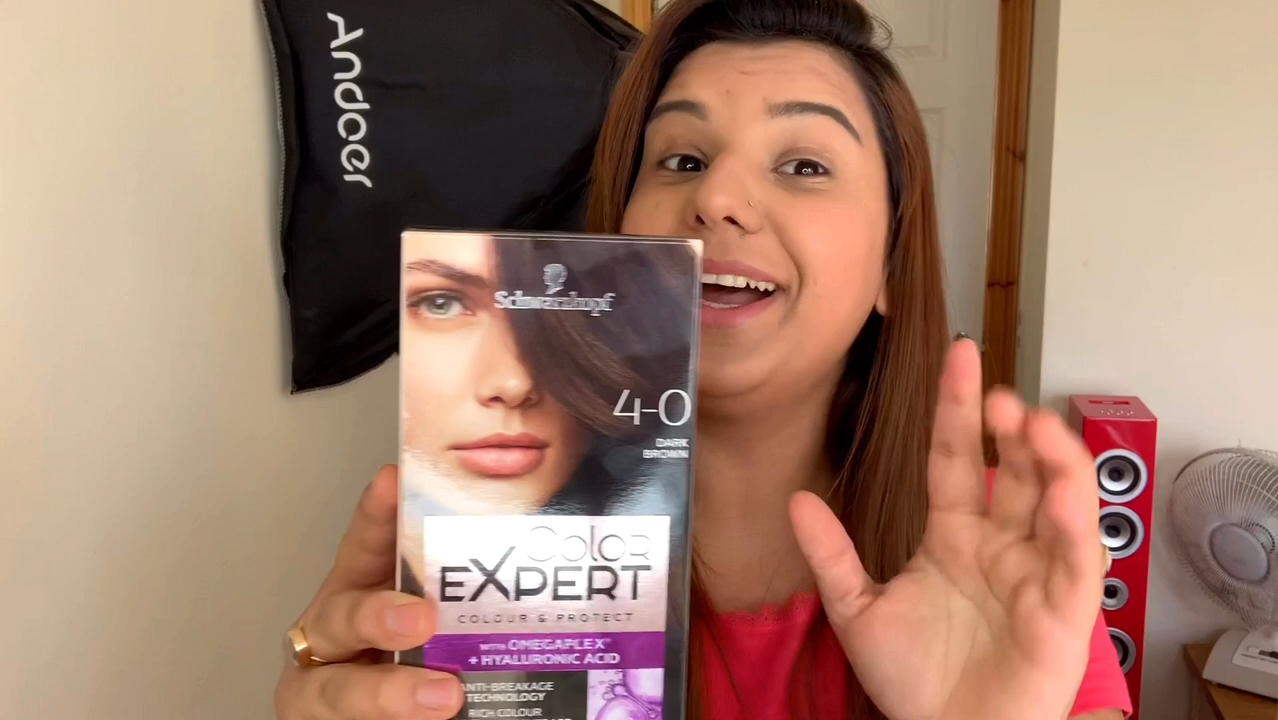 Andoer
Schwarzkopf
4-0
DARK
BROWN
Color
EXPERT
COLOUR & PROTECT
WITH OMEGAPLEX®
+ HYALURONIC ACID
ANTI-BREAKAGE
TECHNOLOGY
RICH COLOUR